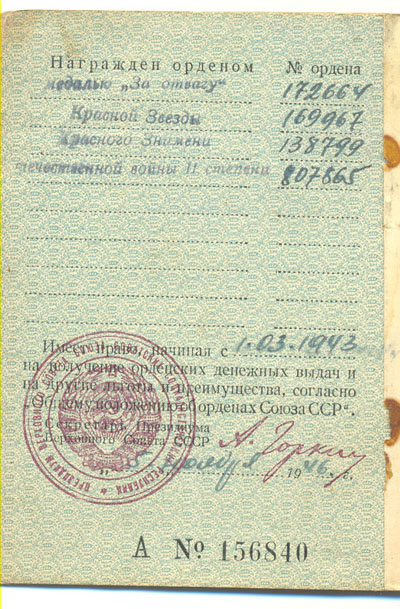 Награжден орденом № ордена
медалью „За отвагу" 172664
Красной Звезды 169967
Красного Знамени 138799
отечественной войны II степени 807865
Имеет право, начиная с 1.03.1943
на получение орденских денежных выдач и
на другие льготы и преимущества, согласно
„Общему положению об орденах Союза ССР".
Секретарь Президиума
Верховного Совета СССР А. Горкин
1946 г.
А № 156840